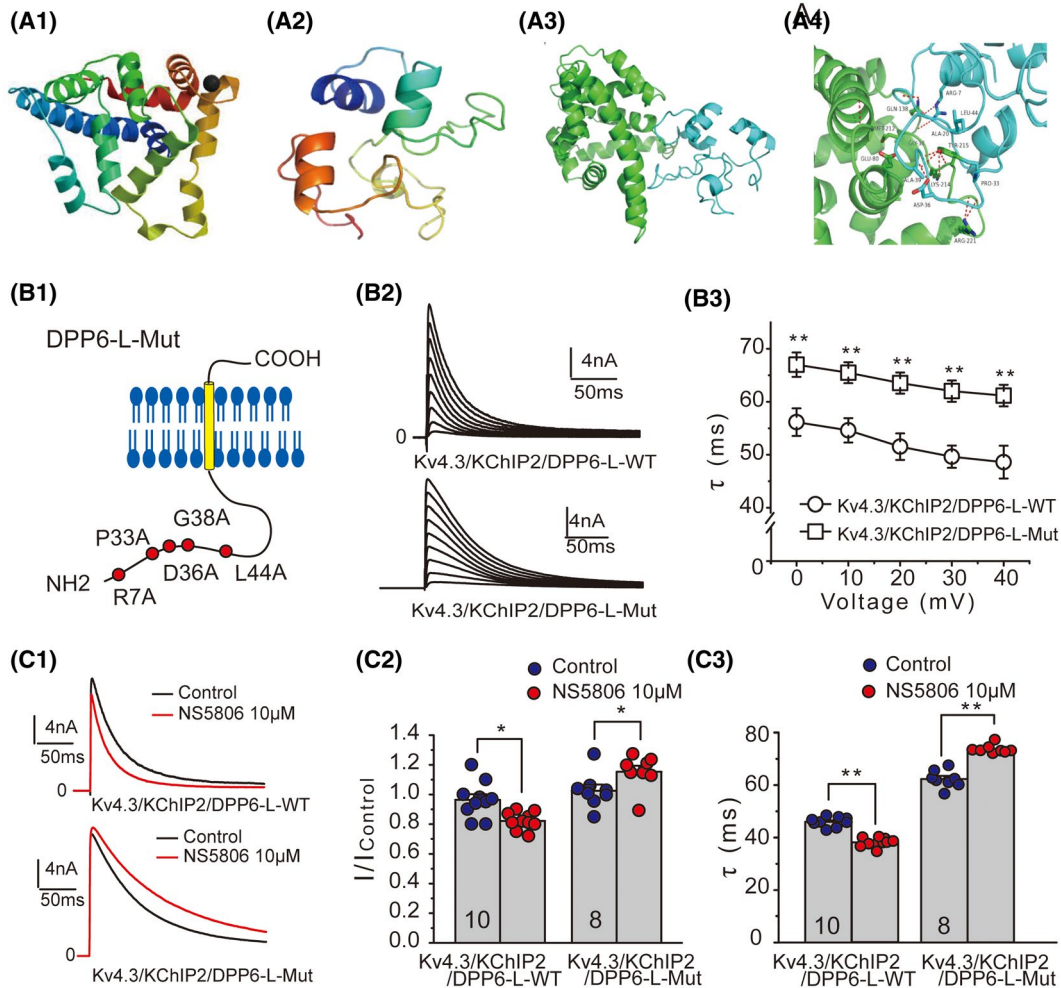 (A1)
(A2)
(A3)
(A4)
A
ARG-7
GLN-138
LEU-44
MET-212
ALA-20
TYR-215
GLU-80
PRO-33
LYS-214
ASP-36
ARG-221
(B1)
DPP6-L-Mut
COOH
G38A
P33A
D36A
L44A
NH2
R7A
(B2)
4nA
50ms
0
Kv4.3/KChIP2/DPP6-L-WT
4nA
50ms
Kv4.3/KChIP2/DPP6-L-Mut
(B3)
** ** ** ** **
70
60
50
40
0
τ (ms)
Kv4.3/KChIP2/DPP6-L-WT
Kv4.3/KChIP2/DPP6-L-Mut
0 10 20 30 40
Voltage (mV)
(C1)
Control
NS5806 10μM
4nA
50ms
0
Kv4.3/KChIP2/DPP6-L-WT
Control
NS5806 10μM
4nA
50ms
0
Kv4.3/KChIP2/DPP6-L-Mut
(C2)
Control
NS5806 10μM
* *
1.4
1.2
1.0
0.8
0.6
0.4
0.2
0.0
I/IControl
10
8
Kv4.3/KChIP2
/DPP6-L-WT
Kv4.3/KChIP2
/DPP6-L-Mut
(C3)
Control
NS5806 10μM
** **
80
60
40
20
0
τ (ms)
10
8
Kv4.3/KChIP2
/DPP6-L-WT
Kv4.3/KChIP2
/DPP6-L-Mut